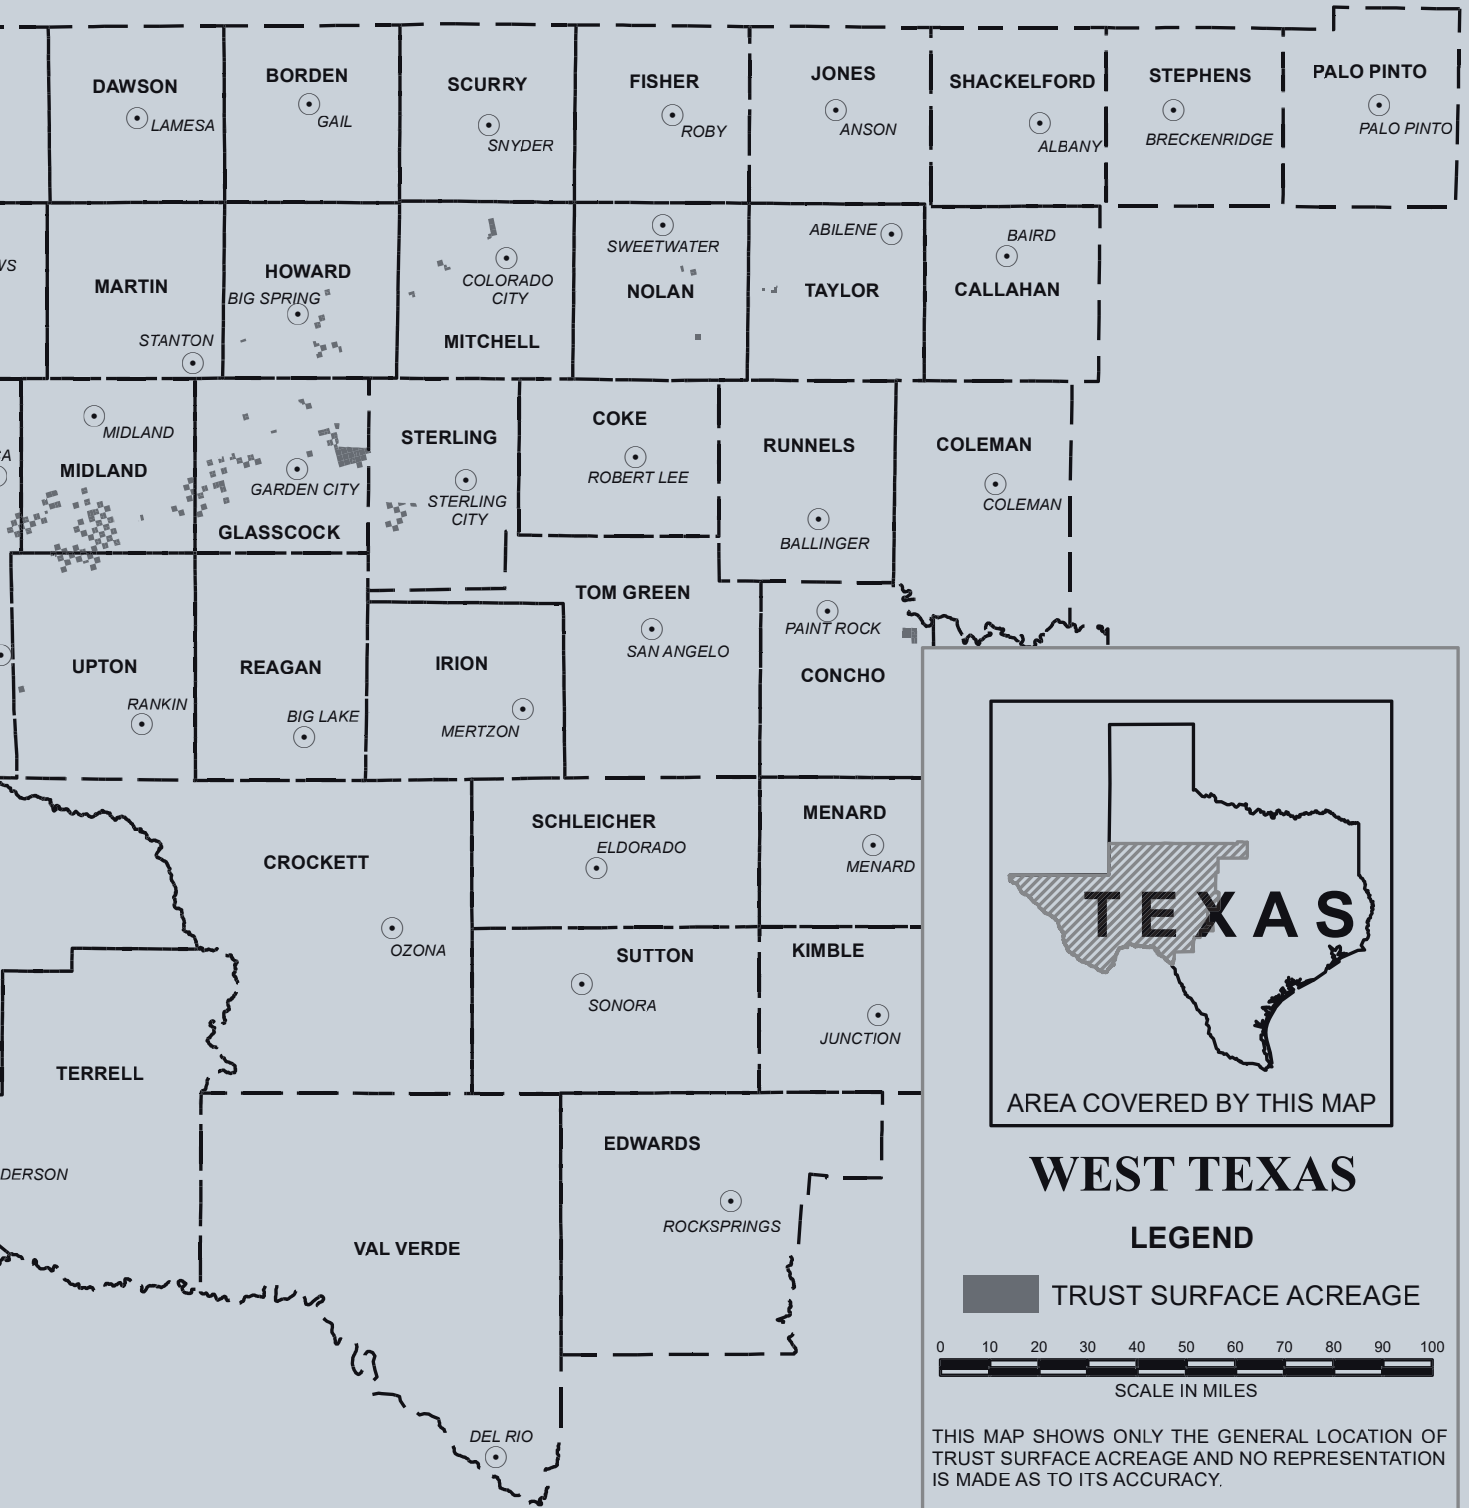 DAWSON
LAMESA
BORDEN
GAIL
SCURRY
SNYDER
FISHER
ROBY
JONES
ANSON
SHACKELFORD
ALBANY
STEPHENS
BRECKENRIDGE
PALO PINTO
PALO PINTO
WS
MARTIN
STANTON
HOWARD
BIG SPRING
COLORADO
CITY
MITCHELL
SWEETWATER
NOLAN
ABILENE
TAYLOR
BAIRD
CALLAHAN
A
MIDLAND
MIDLAND
GARDEN CITY
GLASSCOCK
STERLING
STERLING
CITY
COKE
ROBERT LEE
RUNNELS
BALLINGER
COLEMAN
COLEMAN
UPTON
RANKIN
REAGAN
BIG LAKE
IRION
MERTZON
TOM GREEN
SAN ANGELO
PAINT ROCK
CONCHO
CROCKETT
OZONA
SCHLEICHER
ELDORADO
MENARD
MENARD
SUTTON
SONORA
KIMBLE
JUNCTION
TERRELL
DERSON
VAL VERDE
DEL RIO
EDWARDS
ROCKSPRINGS
TEXAS
AREA COVERED BY THIS MAP
WEST TEXAS
LEGEND
TRUST SURFACE ACREAGE
0 10 20 30 40 50 60 70 80 90 100
SCALE IN MILES
THIS MAP SHOWS ONLY THE GENERAL LOCATION OF
TRUST SURFACE ACREAGE AND NO REPRESENTATION
IS MADE AS TO ITS ACCURACY.